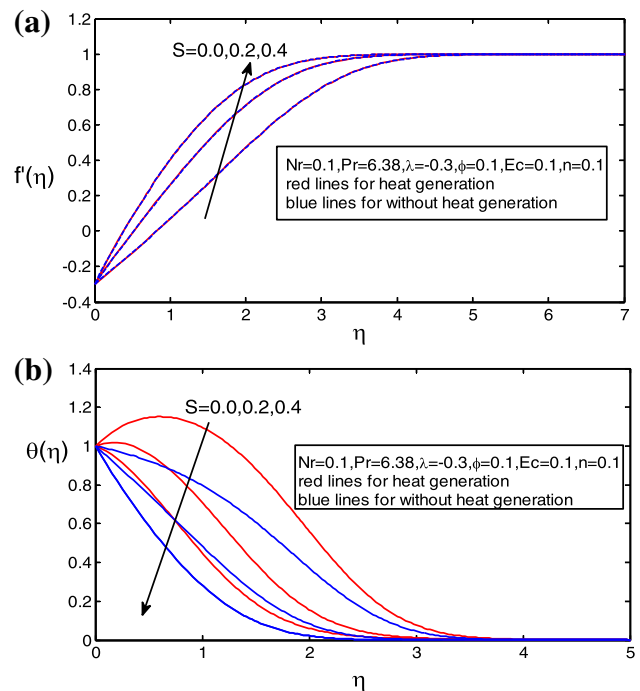 (a)
1.2
1
0.8
0.6
0.4
0.2
0
-0.2
-0.4
f'(η)
S=0.0,0.2,0.4
Nr=0.1,Pr=6.38,λ=-0.3,ϕ=0.1,Ec=0.1,n=0.1
red lines for heat generation
blue lines for without heat generation
0 1 2 3 4 5 6 7
η
(b)
1.4
1.2
1
0.8
0.6
0.4
0.2
0
θ(η)
S=0.0,0.2,0.4
Nr=0.1,Pr=6.38,λ=-0.3,ϕ=0.1,Ec=0.1,n=0.1
red lines for heat generation
blue lines for without heat generation
0 1 2 3 4 5
η